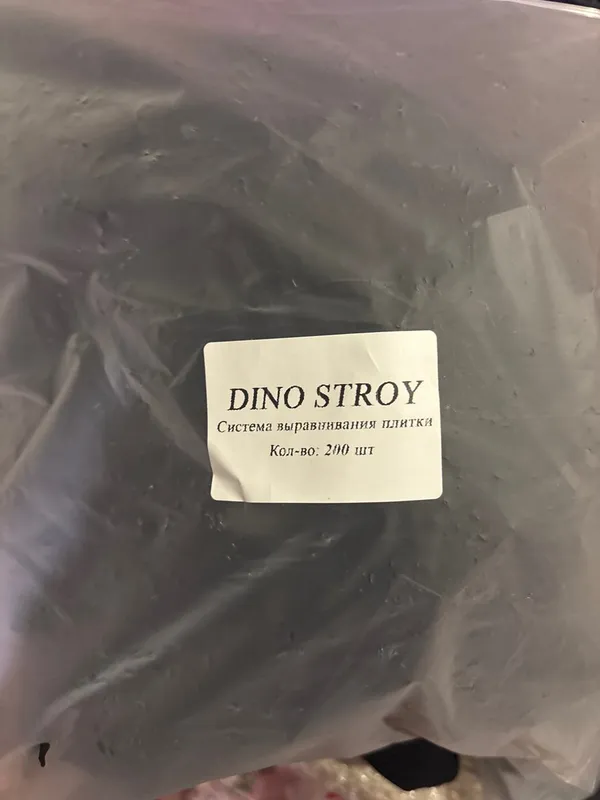 DINO STROY
Система выравнивания плитки
Кол-во: 200 шт